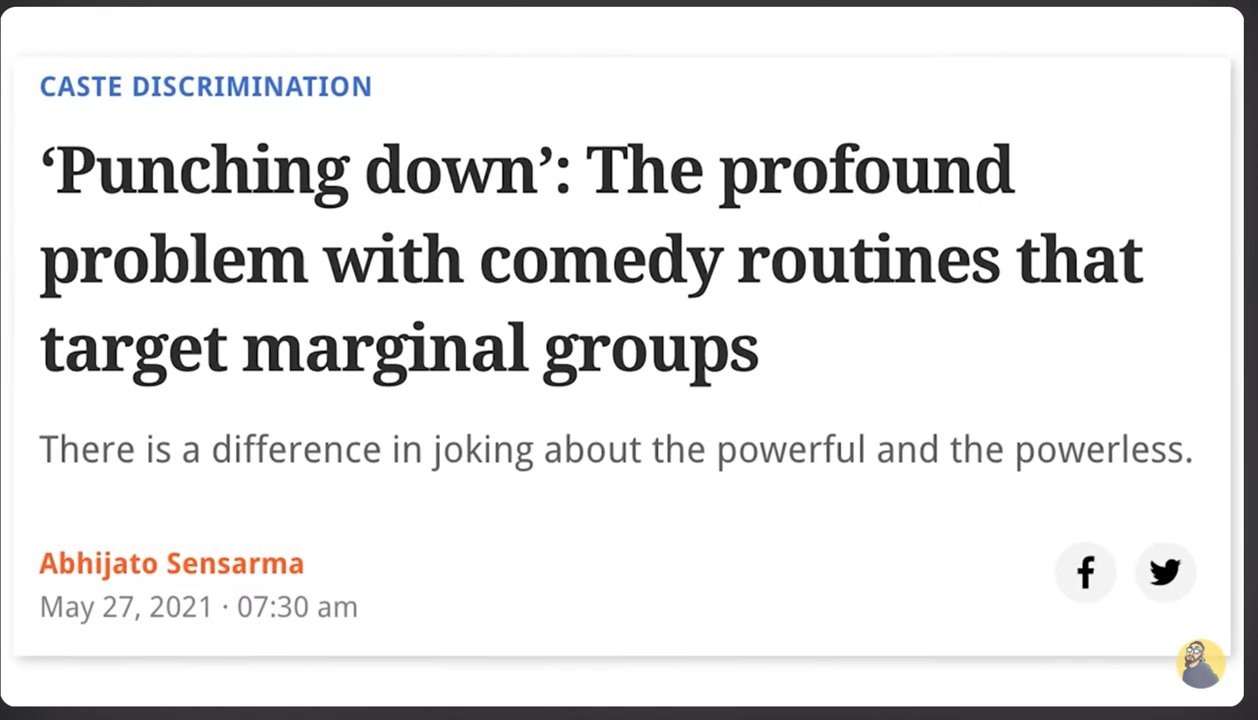 CASTE DISCRIMINATION
‘Punching down’: The profound
problem with comedy routines that
target marginal groups
There is a difference in joking about the powerful and the powerless.
Abhijato Sensarma
May 27, 2021 · 07:30 am